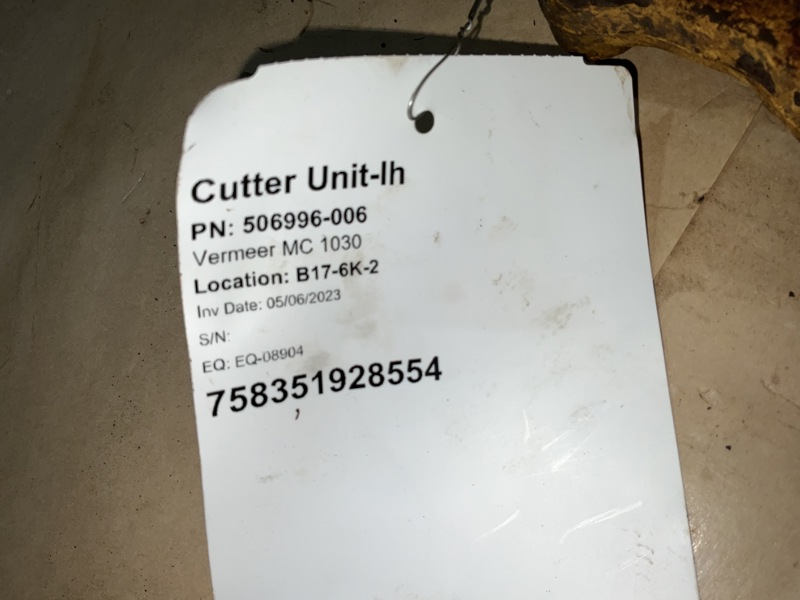 Cutter Unit-lh
PN: 506996-006
Vermeer MC 1030
Location: B17-6K-2
Inv Date: 05/06/2023
S/N:
EQ: EQ-08904
758351928554